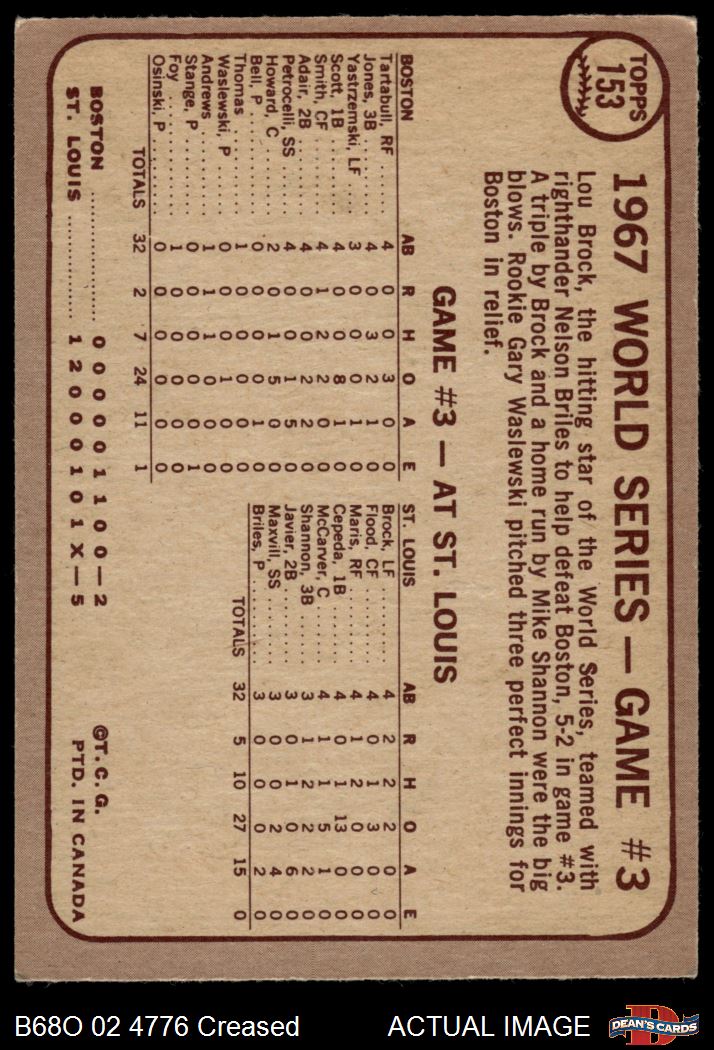 TOPPS
153
1967 WORLD SERIES — GAME #3
Lou Brock, the hitting star of the World Series, teamed with
righthander Nelson Briles to help defeat Boston, 5-2 in game #3.
A triple by Brock and a home run by Mike Shannon were the big
blows. Rookie Gary Waslewski pitched three perfect innings for
Boston in relief.
GAME #3 — AT ST. LOUIS
BOSTON AB R H O A E
Tartabull, RF ...... 4 0 0 3 0 0
Jones, 3B ...... 4 0 3 2 1 0
Yastrzemski, LF ...... 3 0 0 0 1 0
Scott, 1B ...... 4 0 0 8 1 0
Smith, CF ...... 4 1 2 2 0 0
Adair, 2B ...... 4 0 0 2 2 0
Petrocelli, SS ...... 4 0 0 1 5 0
Howard, C ...... 2 0 1 5 0 0
Bell, P ...... 0 0 0 0 1 0
Thomas ...... 1 0 0 0 0 0
Waslewski, P ...... 0 0 0 1 0 0
Andrews ...... 1 1 1 0 0 0
Stange, P ...... 0 0 0 0 0 1
Foy ...... 1 0 0 0 0 0
Osinski, P ...... 0 0 0 0 0 0
TOTALS 32 2 7 24 11 1
ST. LOUIS AB R H O A E
Brock, LF ...... 4 2 2 2 0 0
Flood, CF ...... 4 0 1 3 0 0
Maris, RF ...... 4 1 2 0 0 0
Cepeda, 1B ...... 4 0 1 13 0 0
McCarver, C ...... 4 1 1 5 1 0
Shannon, 3B ...... 3 1 2 2 2 0
Javier, 2B ...... 3 0 1 0 6 0
Maxvill, SS ...... 3 0 0 2 4 0
Briles, P ...... 3 0 0 0 2 0
TOTALS 32 5 10 27 15 0
BOSTON ............ 0 0 0 0 0 1 1 0 0 — 2
ST. LOUIS ............ 1 2 0 0 0 1 0 1 X — 5
©T. C. G.
PTD. IN CANADA
B68O 02 4776 Creased
ACTUAL IMAGE
D
DEAN'S CARDS